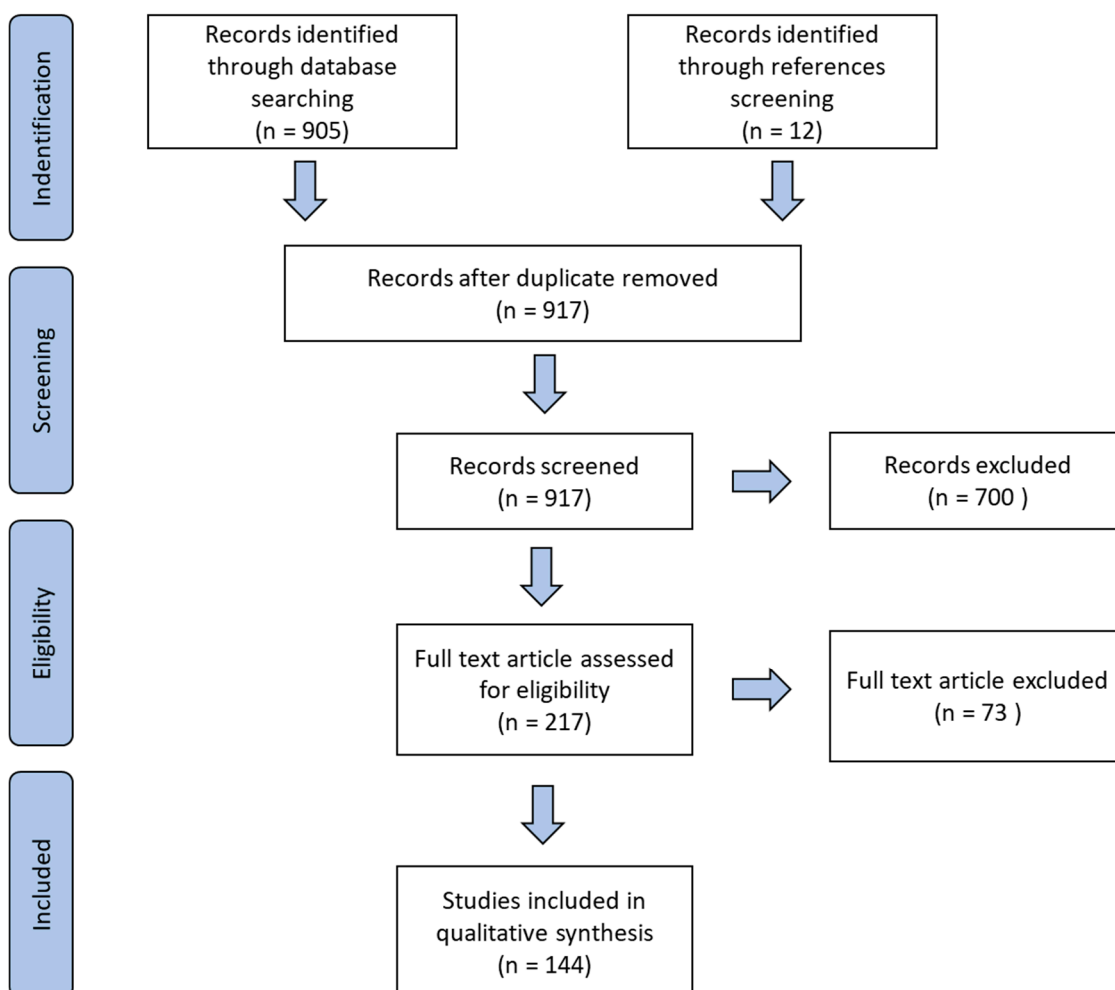 Indentification
Records identified
through database
searching
(n = 905)
Records identified
through references
screening
(n = 12)
Screening
Records after duplicate removed
(n = 917)
Records screened
(n = 917)
Records excluded
(n = 700 )
Eligibility
Full text article assessed
for eligibility
(n = 217)
Full text article excluded
(n = 73 )
Included
Studies included in
qualitative synthesis
(n = 144)